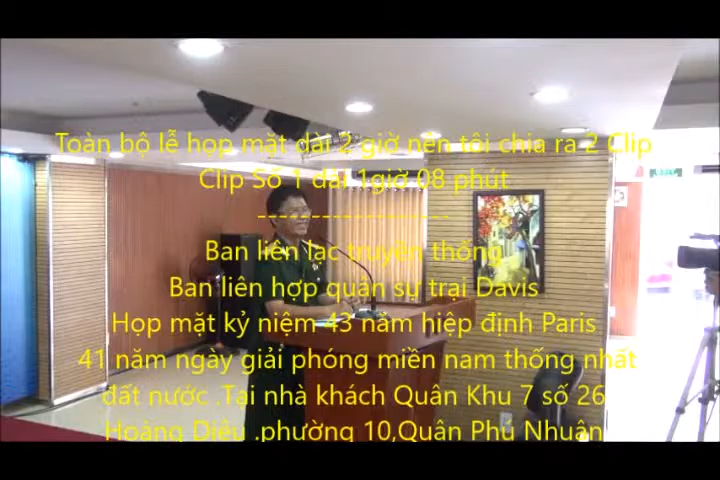 Toàn bộ lễ họp mặt dài 2 giờ nên tôi chia ra 2 Clip
Clip Số 1 dài 1giờ 08 phút
------------------
Ban liên lạc truyền thống
Ban liên hợp quân sự trại Davis
Họp mặt kỷ niệm 43 năm hiệp định Paris
41 năm ngày giải phóng miền nam thống nhất
đất nước .Tại nhà khách Quân Khu 7 số 26
Hoàng Diệu .phường 10,Quân Phú Nhuận